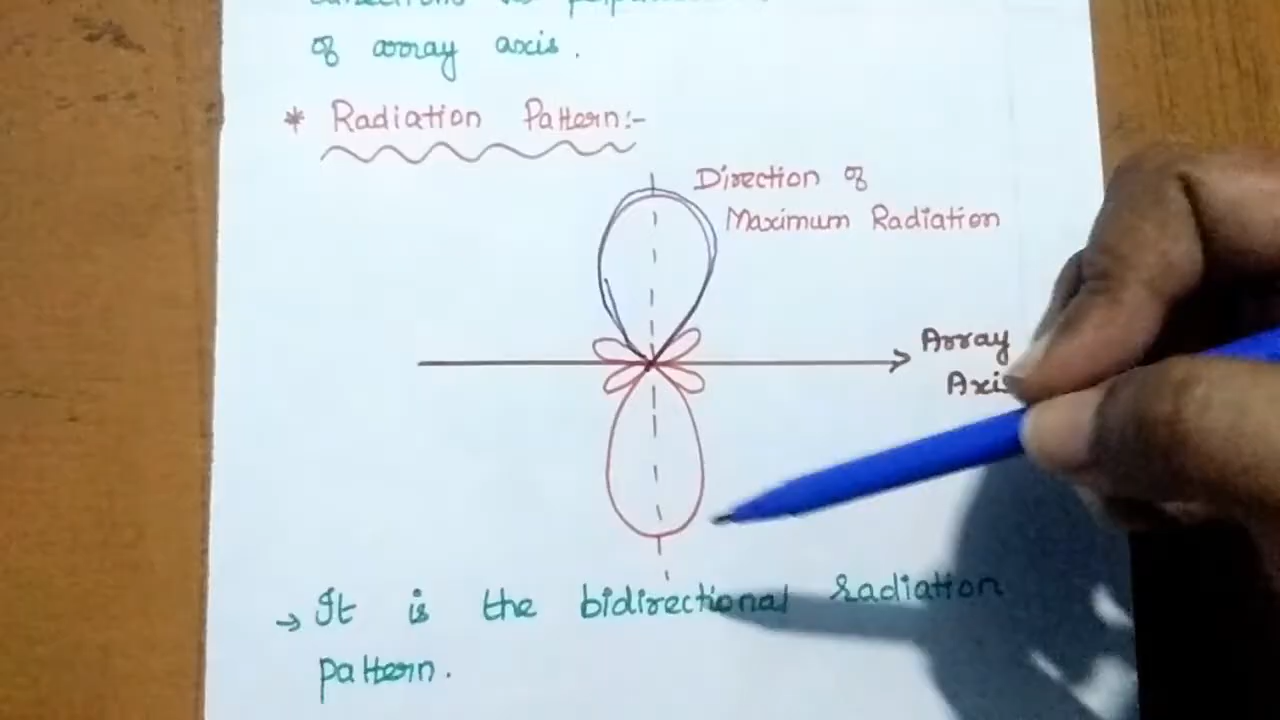 of array axis.
* Radiation Pattern:-
Direction of
Maximum Radiation
Array
Axis
→ It is the bidirectional radiation
pattern.